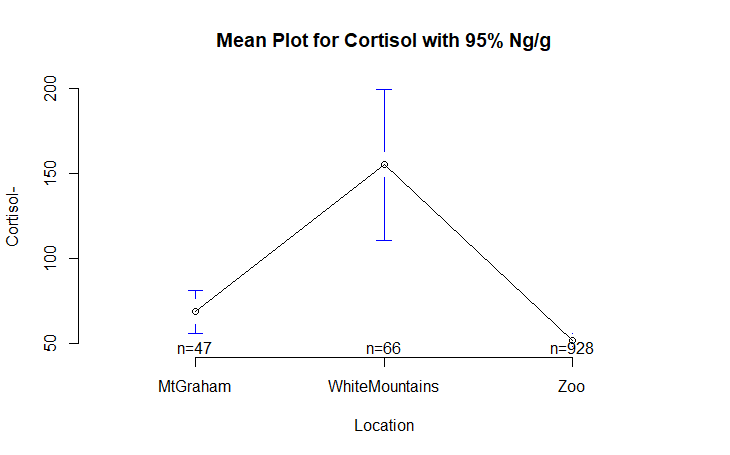 Mean Plot for Cortisol with 95% Ng/g
Cortisol-
200
150
100
50
n=47 n=66 n=928
MtGraham WhiteMountains Zoo
Location